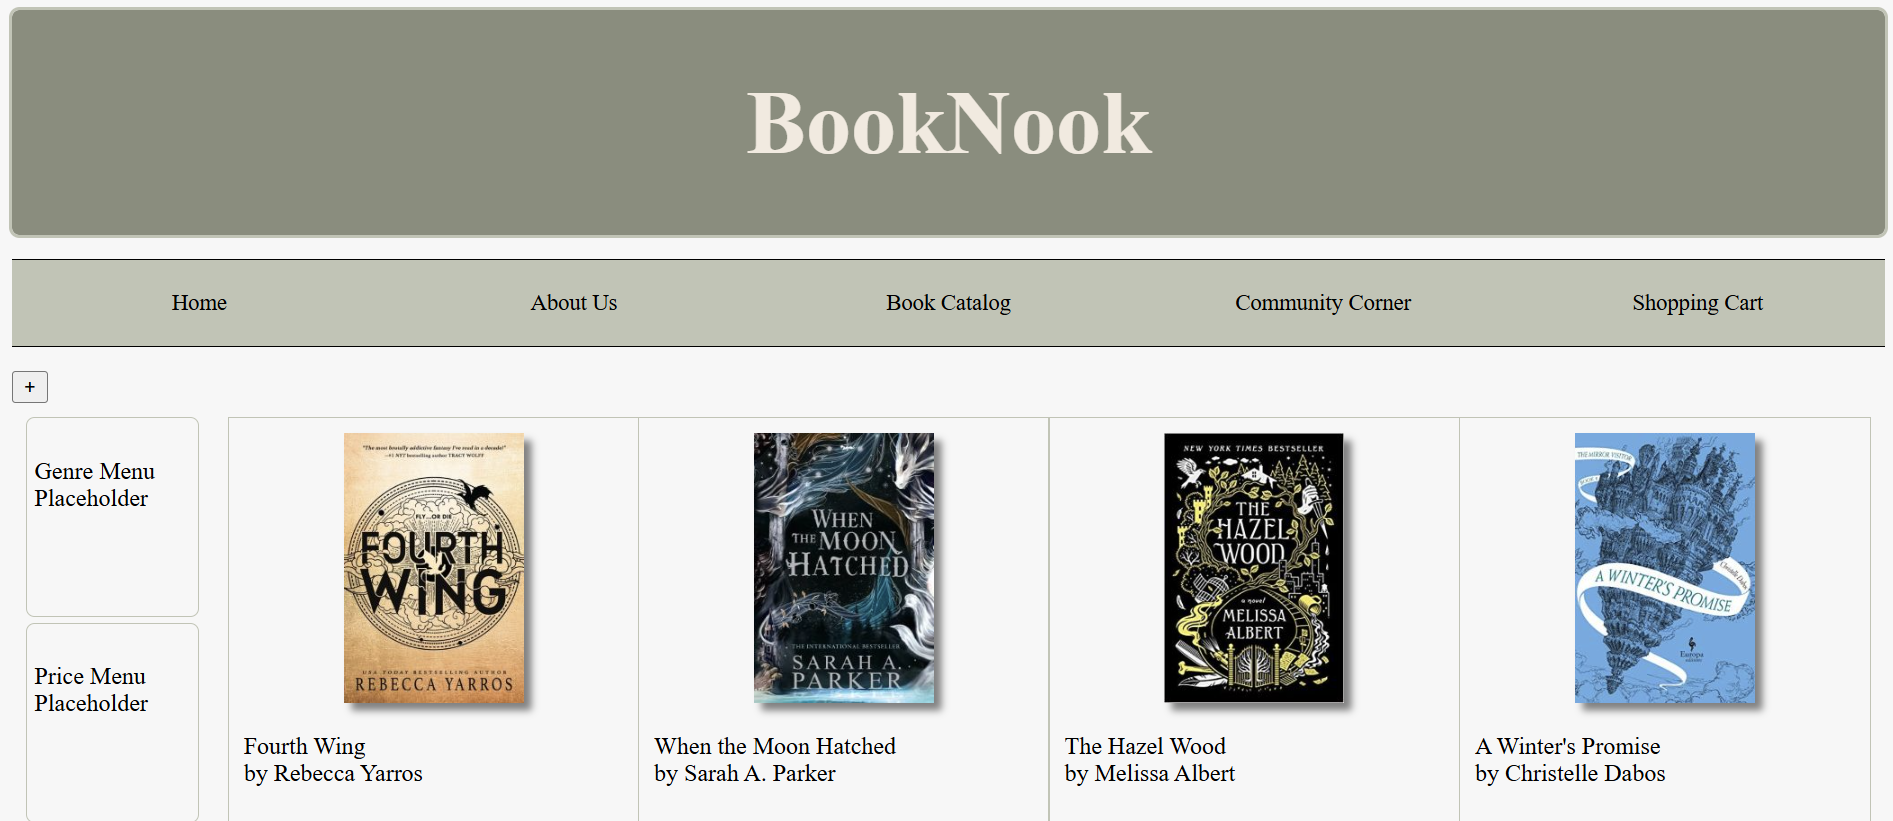 BookNook
Home
About Us
Book Catalog
Community Corner
Shopping Cart
+
Genre Menu
Placeholder
Price Menu
Placeholder
"The most brutally addictive fantasy I've read in a decade."
—#1 NYT bestselling author TRACY WOLFF
FLY...OR DIE
FOURTH
WING
USA TODAY BESTSELLING AUTHOR
REBECCA YARROS
Fourth Wing
by Rebecca Yarros
WHEN
THE MOON
HATCHED
THE INTERNATIONAL BESTSELLER
SARAH A.
PARKER
When the Moon Hatched
by Sarah A. Parker
NEW YORK TIMES BESTSELLER
THE
HAZEL
WOOD
a novel
MELISSA
ALBERT
The Hazel Wood
by Melissa Albert
THE MIRROR VISITOR
A WINTER'S PROMISE
Christelle Dabos
Europa
editions
A Winter's Promise
by Christelle Dabos